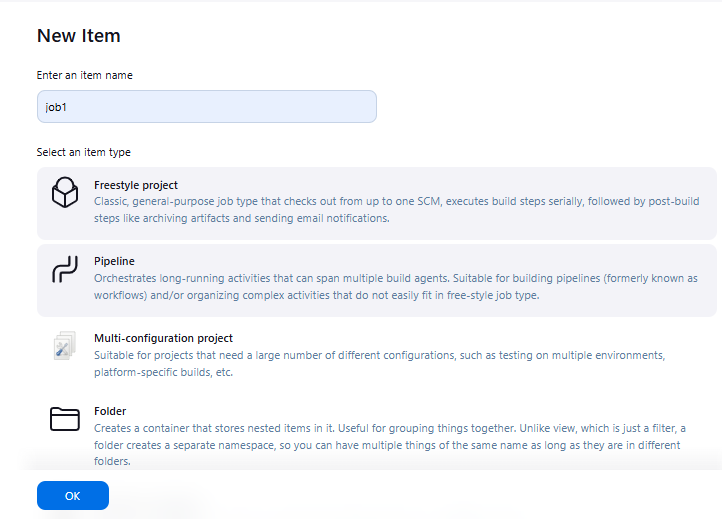 New Item
Enter an item name
job1
Select an item type
Freestyle project
Classic, general-purpose job type that checks out from up to one SCM, executes build steps serially, followed by post-build
steps like archiving artifacts and sending email notifications.
Pipeline
Orchestrates long-running activities that can span multiple build agents. Suitable for building pipelines (formerly known as
workflows) and/or organizing complex activities that do not easily fit in free-style job type.
Multi-configuration project
Suitable for projects that need a large number of different configurations, such as testing on multiple environments,
platform-specific builds, etc.
Folder
Creates a container that stores nested items in it. Useful for grouping things together. Unlike view, which is just a filter, a
folder creates a separate namespace, so you can have multiple things of the same name as long as they are in different
folders.
OK